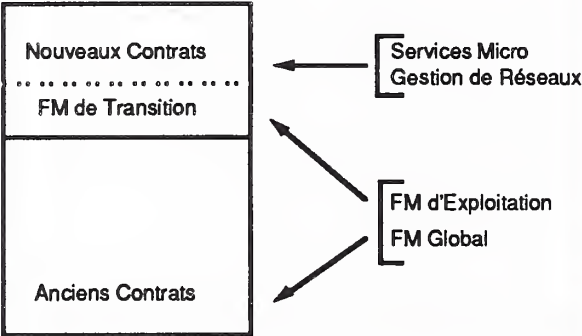 Nouveaux Contrats
FM de Transition
Anciens Contrats
Services Micro
Gestion de Réseaux
FM d'Exploitation
FM Global